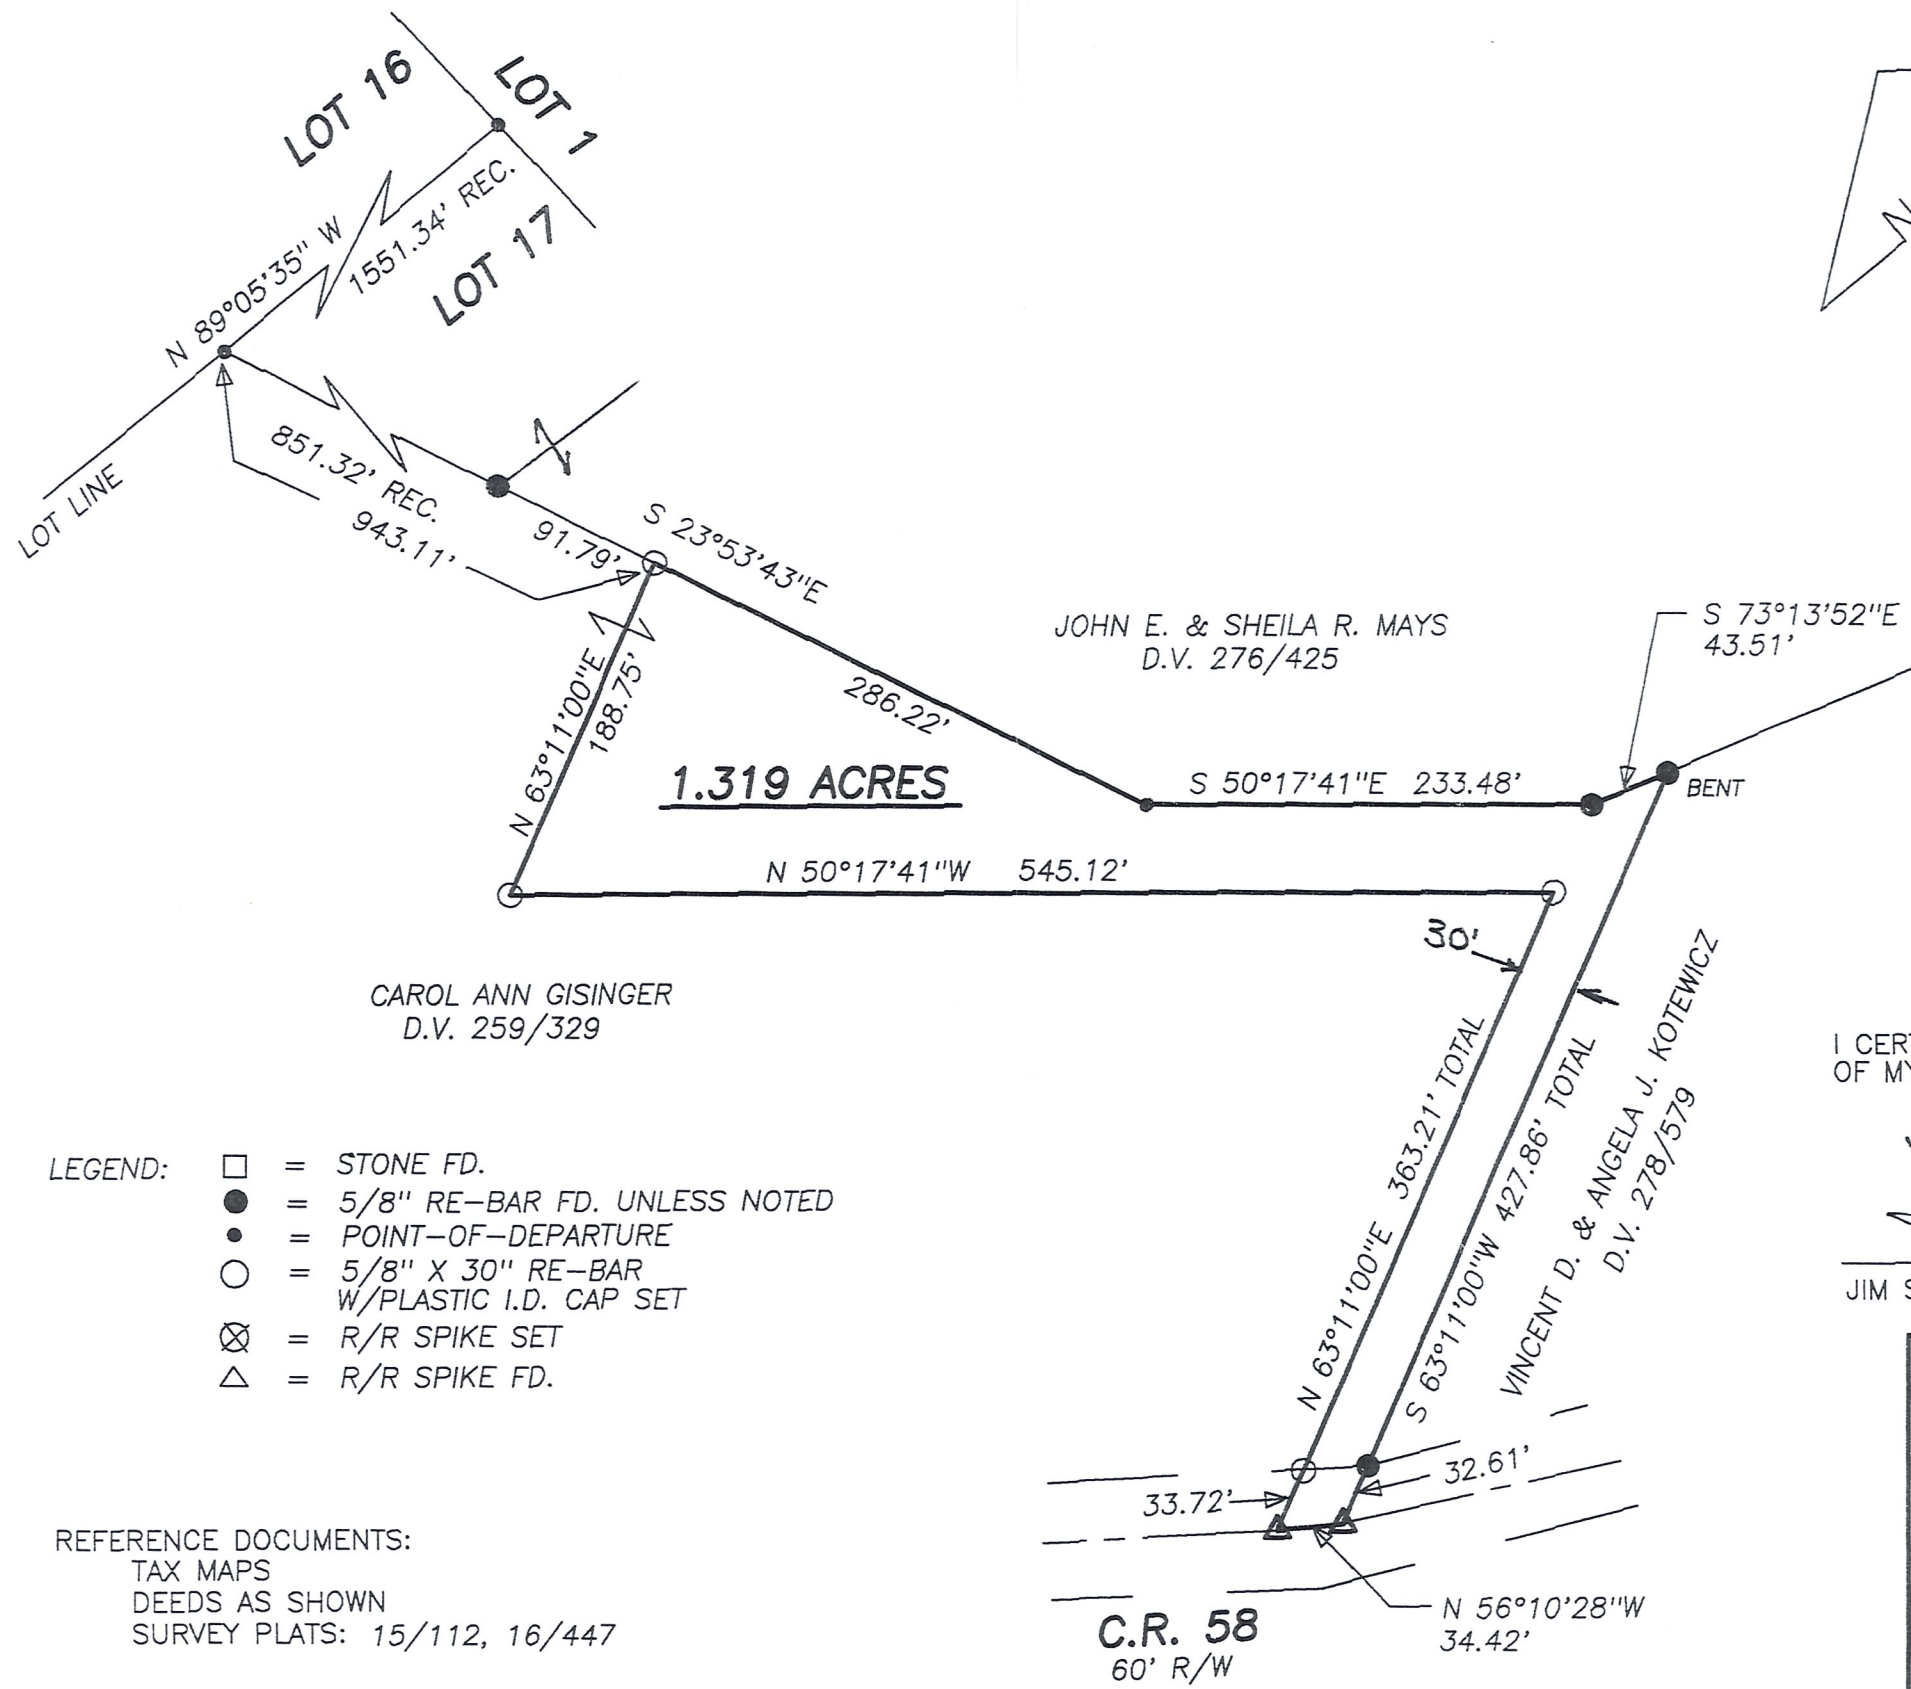 LOT 16
LOT 1
N 89°05'35" W
1551.34' REC.
LOT 17
LOT LINE
851.32' REC.
943.11'
91.79'
S 23°53'43"E
286.22'
N 63°11'00"E
188.75'
JOHN E. & SHEILA R. MAYS
D.V. 276/425
S 73°13'52"E
43.51'
1.319 ACRES
S 50°17'41"E 233.48'
BENT
N 50°17'41"W 545.12'
30'
CAROL ANN GISINGER
D.V. 259/329
N 63°11'00"E 363.21' TOTAL
S 63°11'00"W 427.86' TOTAL
VINCENT D. & ANGELA J. KOTEWICZ
D.V. 278/579
I CER
OF MY
JIM S
LEGEND:
= STONE FD.
= 5/8" RE-BAR FD. UNLESS NOTED
= POINT-OF-DEPARTURE
= 5/8" X 30" RE-BAR
W/PLASTIC I.D. CAP SET
= R/R SPIKE SET
= R/R SPIKE FD.
33.72'
32.61'
N 56°10'28"W
34.42'
C.R. 58
60' R/W
REFERENCE DOCUMENTS:
TAX MAPS
DEEDS AS SHOWN
SURVEY PLATS: 15/112, 16/447